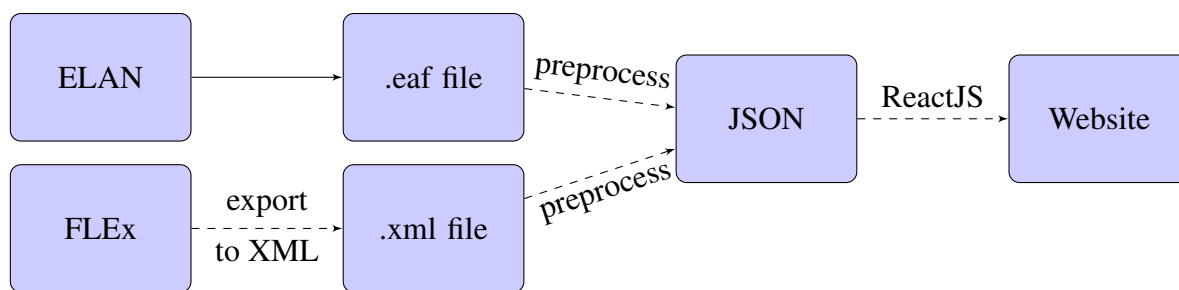 ELAN
.eaf file
preprocess
JSON
ReactJS
Website
FLEx
export
to XML
.xml file
preprocess